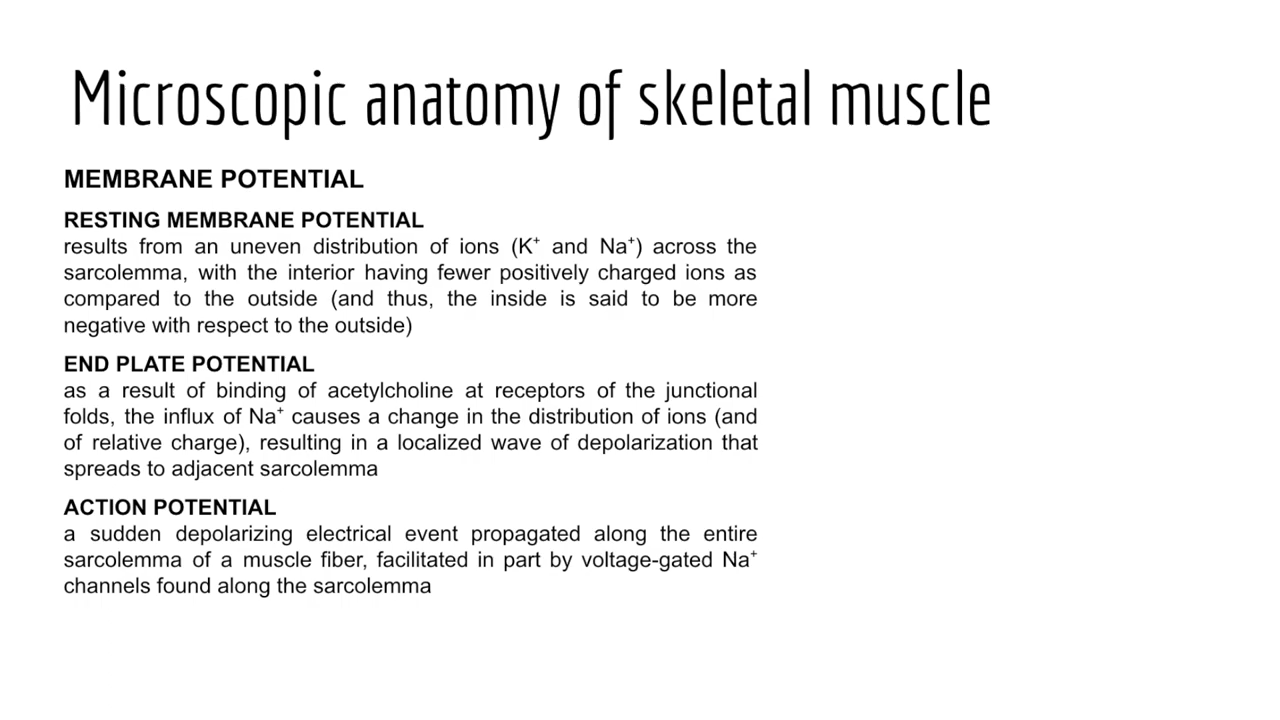 Microscopic anatomy of skeletal muscle
MEMBRANE POTENTIAL
RESTING MEMBRANE POTENTIAL
results from an uneven distribution of ions (K⁺ and Na⁺) across the
sarcolemma, with the interior having fewer positively charged ions as
compared to the outside (and thus, the inside is said to be more
negative with respect to the outside)
END PLATE POTENTIAL
as a result of binding of acetylcholine at receptors of the junctional
folds, the influx of Na⁺ causes a change in the distribution of ions (and
of relative charge), resulting in a localized wave of depolarization that
spreads to adjacent sarcolemma
ACTION POTENTIAL
a sudden depolarizing electrical event propagated along the entire
sarcolemma of a muscle fiber, facilitated in part by voltage-gated Na⁺
channels found along the sarcolemma